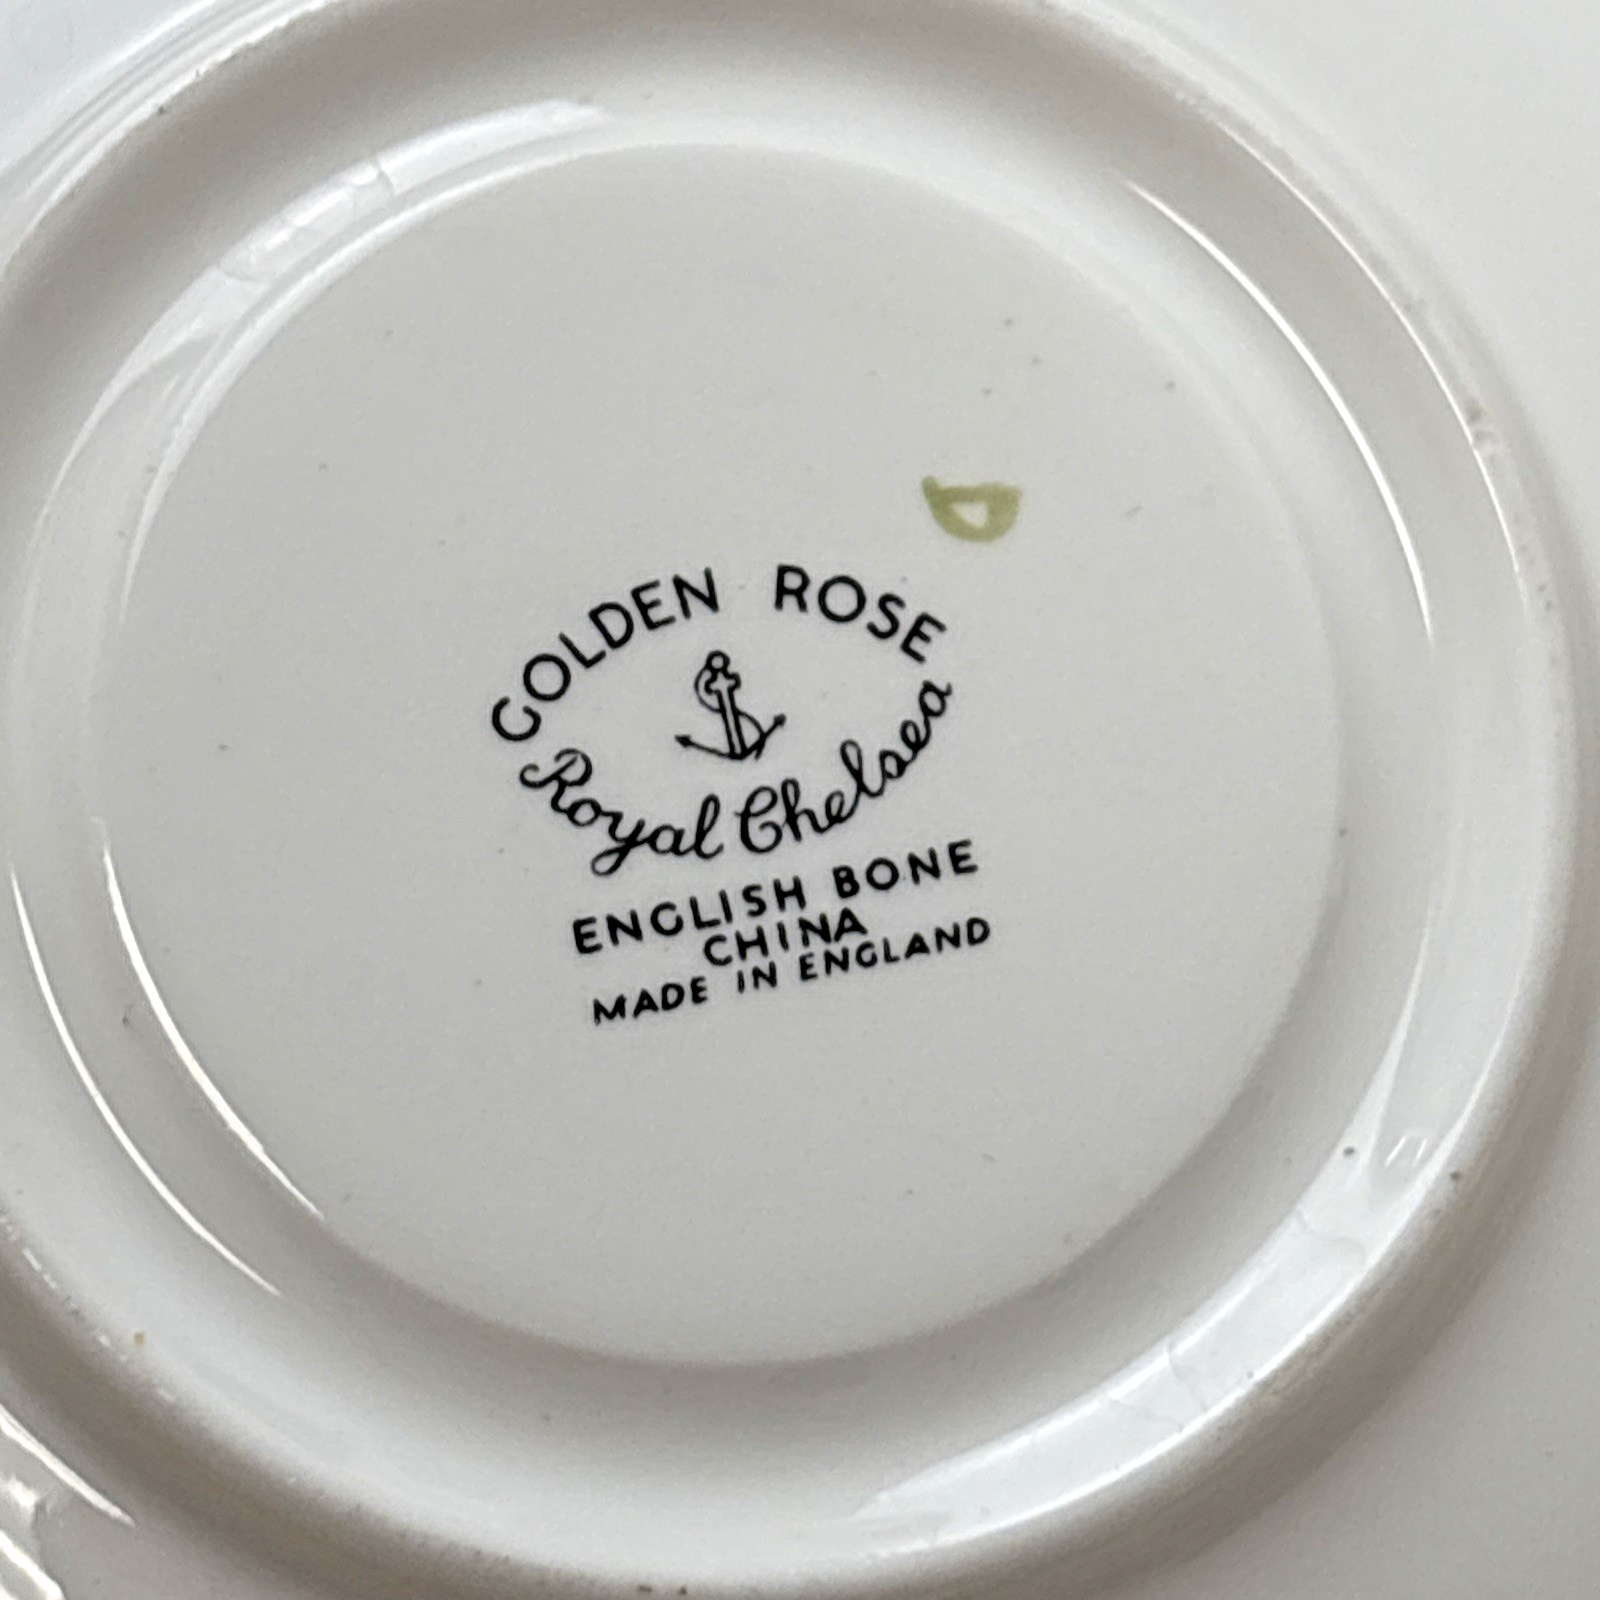 GOLDEN ROSE
Royal Chelsea
ENGLISH BONE
CHINA
MADE IN ENGLAND